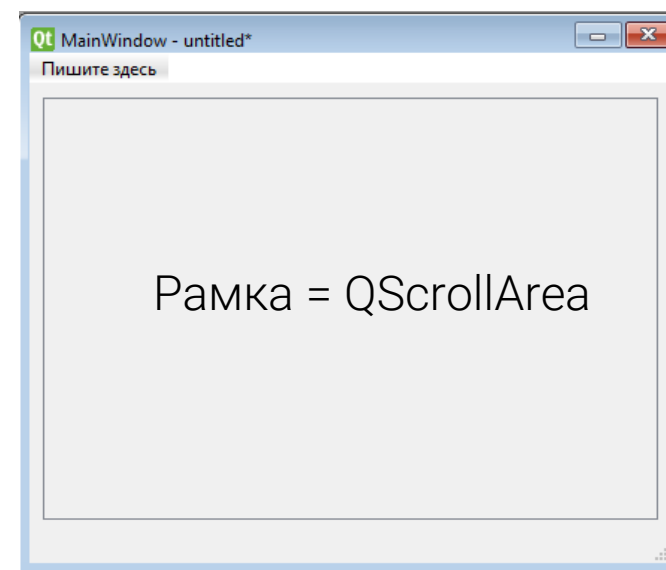 Qt MainWindow - untitled*
Пишите здесь
Рамка = QScrollArea